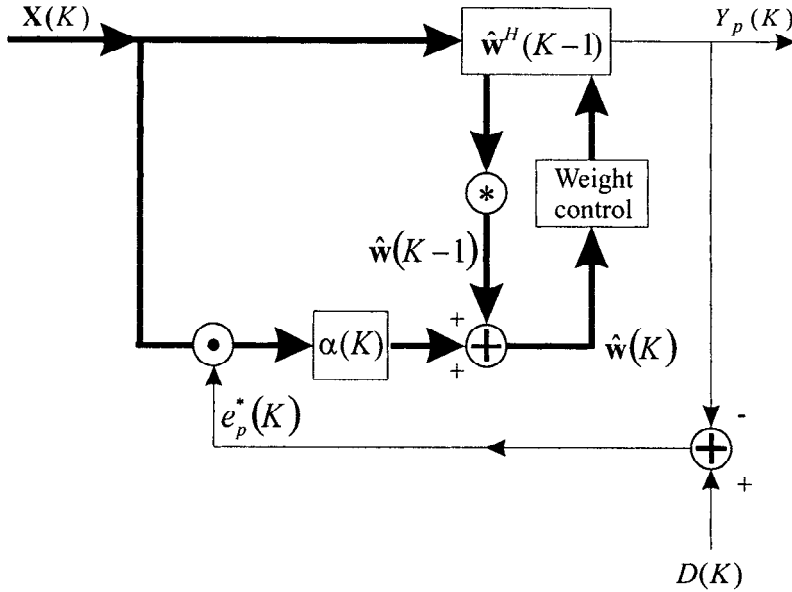 X(K)
ŵ^H(K−1)
Y_p(K)
*
Weight
control
ŵ(K−1)
+
α(K)
+
+
ŵ(K)
e_p^*(K)
-
+
+
D(K)